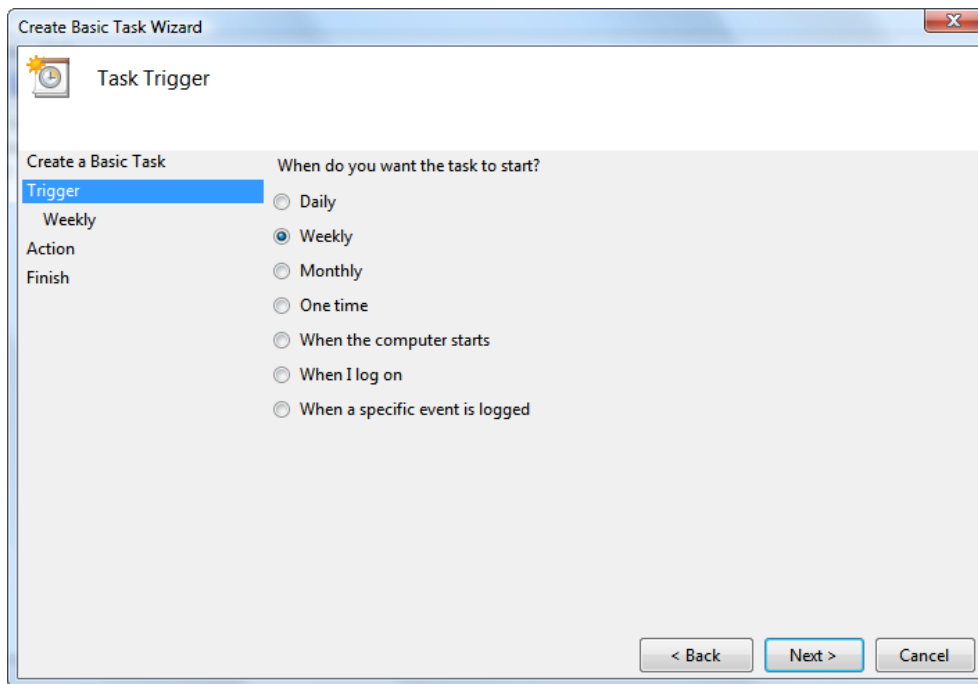 Create Basic Task Wizard
Task Trigger
Create a Basic Task
Trigger
Weekly
Action
Finish
When do you want the task to start?
Daily
Weekly
Monthly
One time
When the computer starts
When I log on
When a specific event is logged
< Back
Next >
Cancel